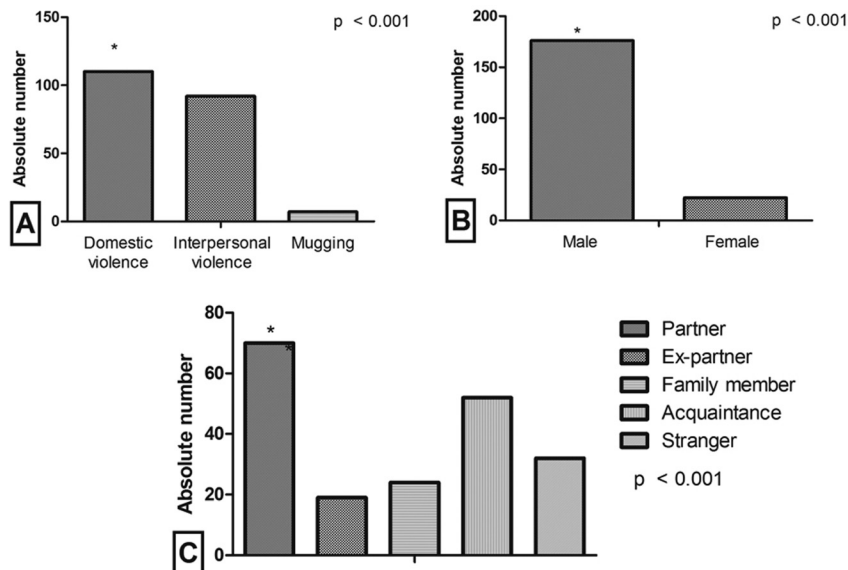 150
100
50
0
Absolute number
*
p < 0.001
A
Domestic violence
Interpersonal violence
Mugging
200
150
100
50
0
Absolute number
*
p < 0.001
B
Male
Female
80
60
40
20
0
Absolute number
*
*
C
Partner
Ex-partner
Family member
Acquaintance
Stranger
p < 0.001